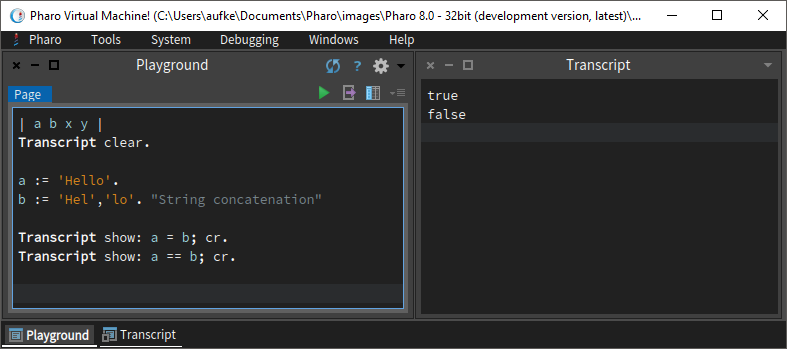 Pharo Virtual Machine! (C:\Users\aufke\Documents\Pharo\images\Pharo 8.0 - 32bit (development version, latest)\...
Pharo Tools System Debugging Windows Help
Playground ?
Page
| a b x y |
Transcript clear.
a := 'Hello'.
b := 'Hel','lo'. "String concatenation"
Transcript show: a = b; cr.
Transcript show: a == b; cr.
Transcript
true
false
Playground Transcript